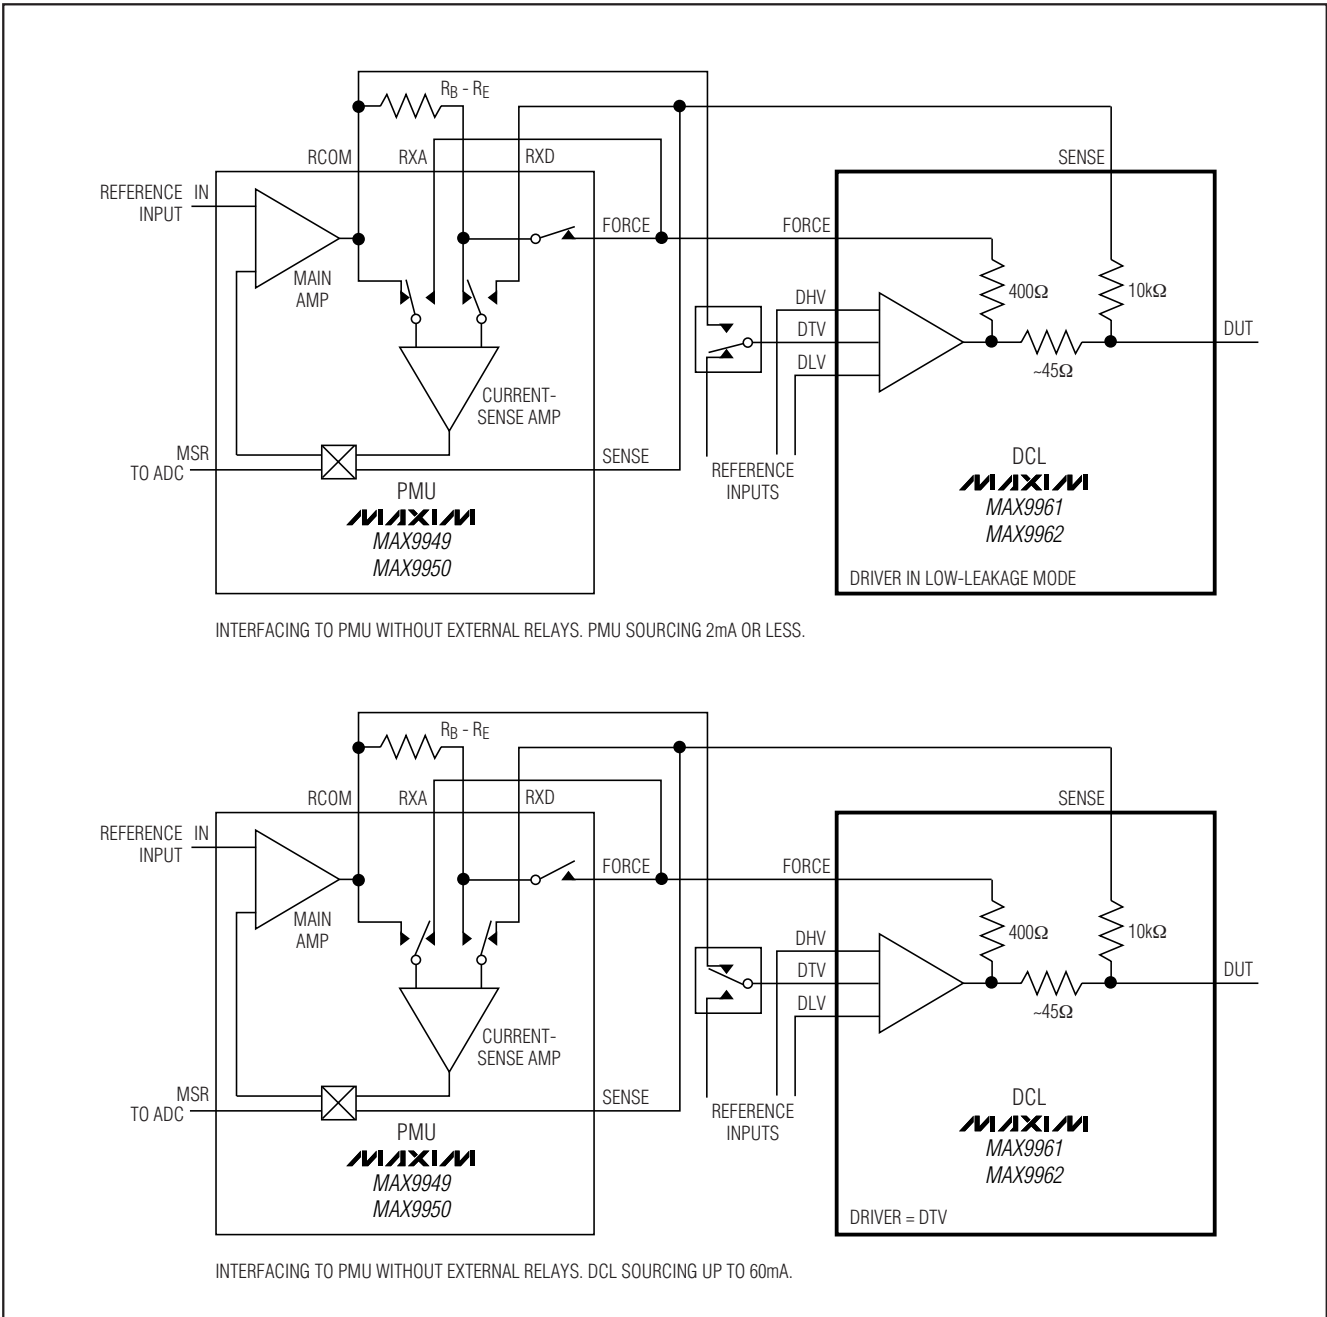 RB - RE
RCOM
RXA
RXD
SENSE
REFERENCE
INPUT
IN
FORCE
FORCE
MAIN
AMP
400Ω
10kΩ
DHV
DTV
DLV
DUT
~45Ω
CURRENT-
SENSE AMP
MSR
TO ADC
SENSE
REFERENCE
INPUTS
PMU
MAXIM
MAX9949
MAX9950
DCL
MAXIM
MAX9961
MAX9962
DRIVER IN LOW-LEAKAGE MODE
INTERFACING TO PMU WITHOUT EXTERNAL RELAYS. PMU SOURCING 2mA OR LESS.
RB - RE
RCOM
RXA
RXD
SENSE
REFERENCE
INPUT
IN
FORCE
FORCE
MAIN
AMP
400Ω
10kΩ
DHV
DTV
DLV
DUT
~45Ω
CURRENT-
SENSE AMP
MSR
TO ADC
SENSE
REFERENCE
INPUTS
PMU
MAXIM
MAX9949
MAX9950
DCL
MAXIM
MAX9961
MAX9962
DRIVER = DTV
INTERFACING TO PMU WITHOUT EXTERNAL RELAYS. DCL SOURCING UP TO 60mA.